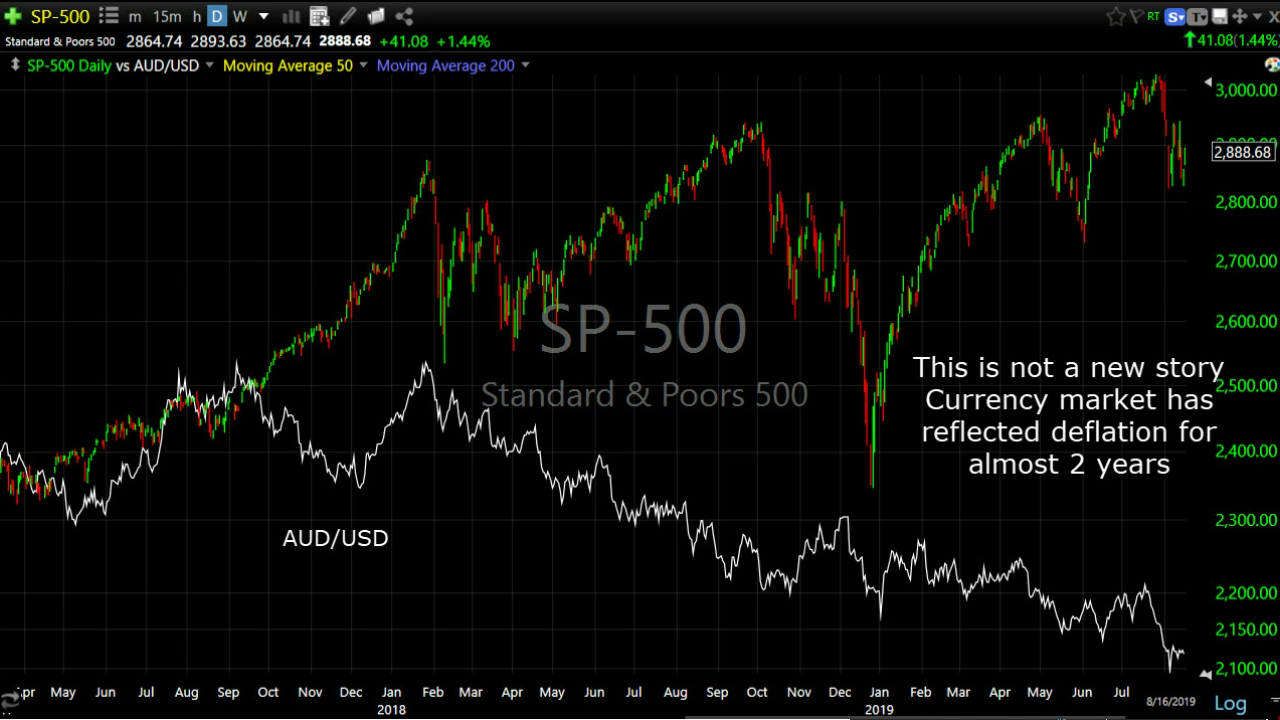 SP-500 m 15m h D W RT S T
Standard & Poors 500 2864.74 2893.63 2864.74 2888.68 +41.08 +1.44% 41.08(1.44%)
SP-500 Daily vs AUD/USD Moving Average 50 Moving Average 200
3,000.00
2,888.68
2,800.00
2,700.00
2,600.00
2,500.00
2,400.00
2,300.00
2,200.00
2,150.00
2,100.00
SP-500
Standard & Poors 500
This is not a new story
Currency market has
reflected deflation for
almost 2 years
AUD/USD
May Jun Jul Aug Sep Oct Nov Dec Jan Feb Mar Apr May Jun Jul Aug Sep Oct Nov Dec Jan Feb Mar Apr May Jun Jul 8/16/2019 Log
2018 2019